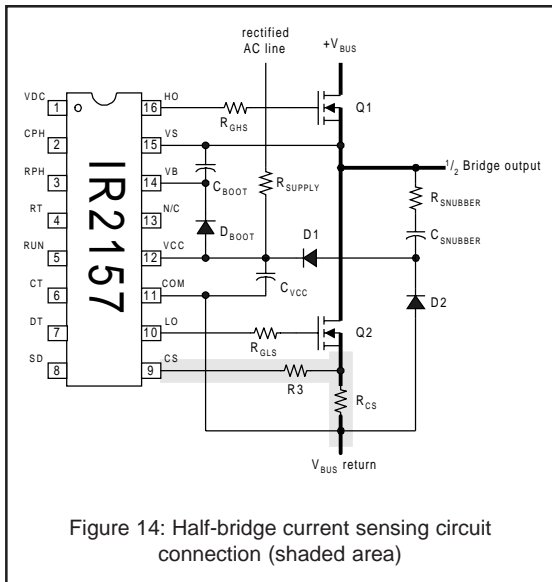 rectified
AC line
+VBUS
VDC
1
CPH
2
RPH
3
RT
4
RUN
5
CT
6
DT
7
SD
8
IR2157
16
HO
15
VS
14
VB
13
N/C
12
VCC
11
COM
10
LO
9
CS
RGHS
Q1
CBOOT
RSUPPLY
DBOOT
1/2 Bridge output
RSNUBBER
CSNUBBER
D1
CVCC
D2
RGLS
Q2
R3
RCS
VBUS return
Figure 14: Half-bridge current sensing circuit
connection (shaded area)